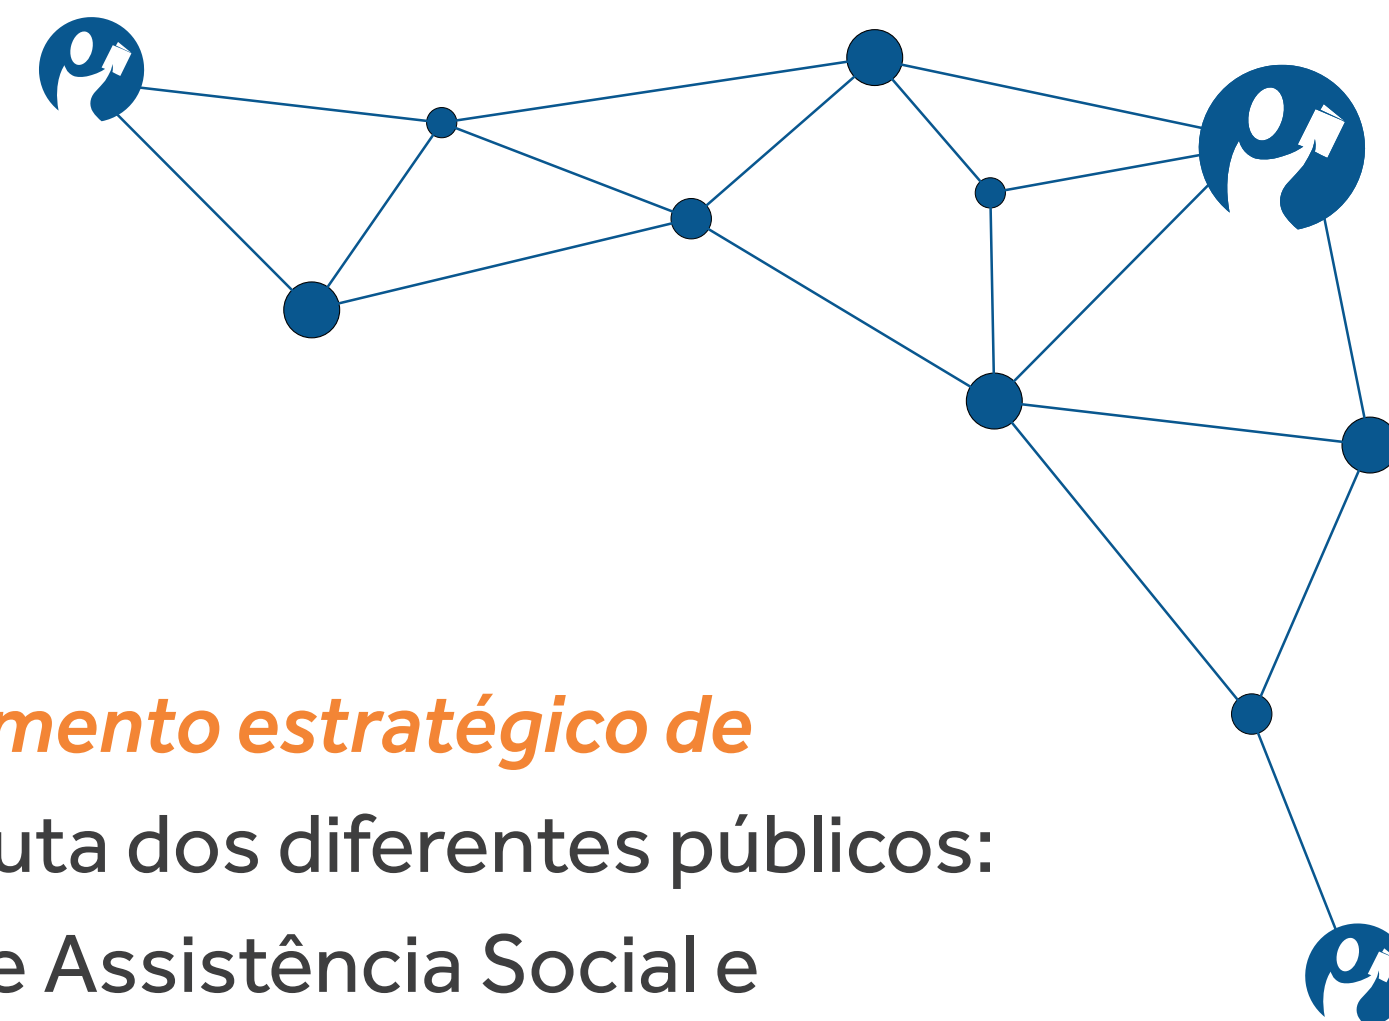 mento estratégico de
uta dos diferentes públicos:
e Assistência Social e